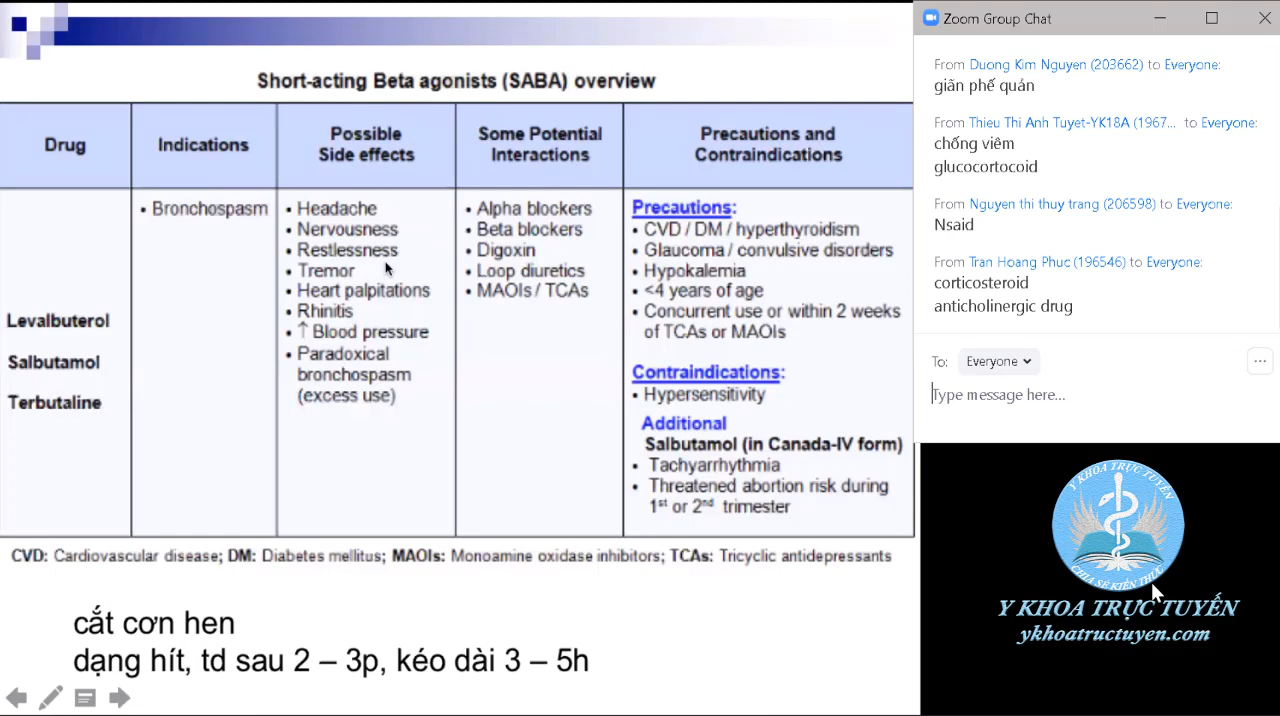 Short-acting Beta agonists (SABA) overview
Drug
Indications
Possible
Side effects
Some Potential
Interactions
Precautions and
Contraindications
Levalbuterol
Salbutamol
Terbutaline
• Bronchospasm
• Headache
• Nervousness
• Restlessness
• Tremor
• Heart palpitations
• Rhinitis
• ↑ Blood pressure
• Paradoxical
bronchospasm
(excess use)
• Alpha blockers
• Beta blockers
• Digoxin
• Loop diuretics
• MAOIs / TCAs
Precautions:
• CVD / DM / hyperthyroidism
• Glaucoma / convulsive disorders
• Hypokalemia
• <4 years of age
• Concurrent use or within 2 weeks
of TCAs or MAOIs
Contraindications:
• Hypersensitivity
Additional
Salbutamol (in Canada-IV form)
• Tachyarrhythmia
• Threatened abortion risk during
1st or 2nd trimester
CVD: Cardiovascular disease; DM: Diabetes mellitus; MAOIs: Monoamine oxidase inhibitors; TCAs: Tricyclic antidepressants
cắt cơn hen
dạng hít, td sau 2 – 3p, kéo dài 3 – 5h
Zoom Group Chat
From Duong Kim Nguyen (203662) to Everyone:
giãn phế quản
From Thieu Thi Anh Tuyet-YK18A (1967... to Everyone:
chống viêm
glucocortocoid
From Nguyen thi thuy trang (206598) to Everyone:
Nsaid
From Tran Hoang Phuc (196546) to Everyone:
corticosteroid
anticholinergic drug
To: Everyone
Type message here...
Y KHOA TRỰC TUYẾN
CHIA SẺ KIẾN THỨC
Y KHOA TRỰC TUYẾN
ykhoatructuyen.com